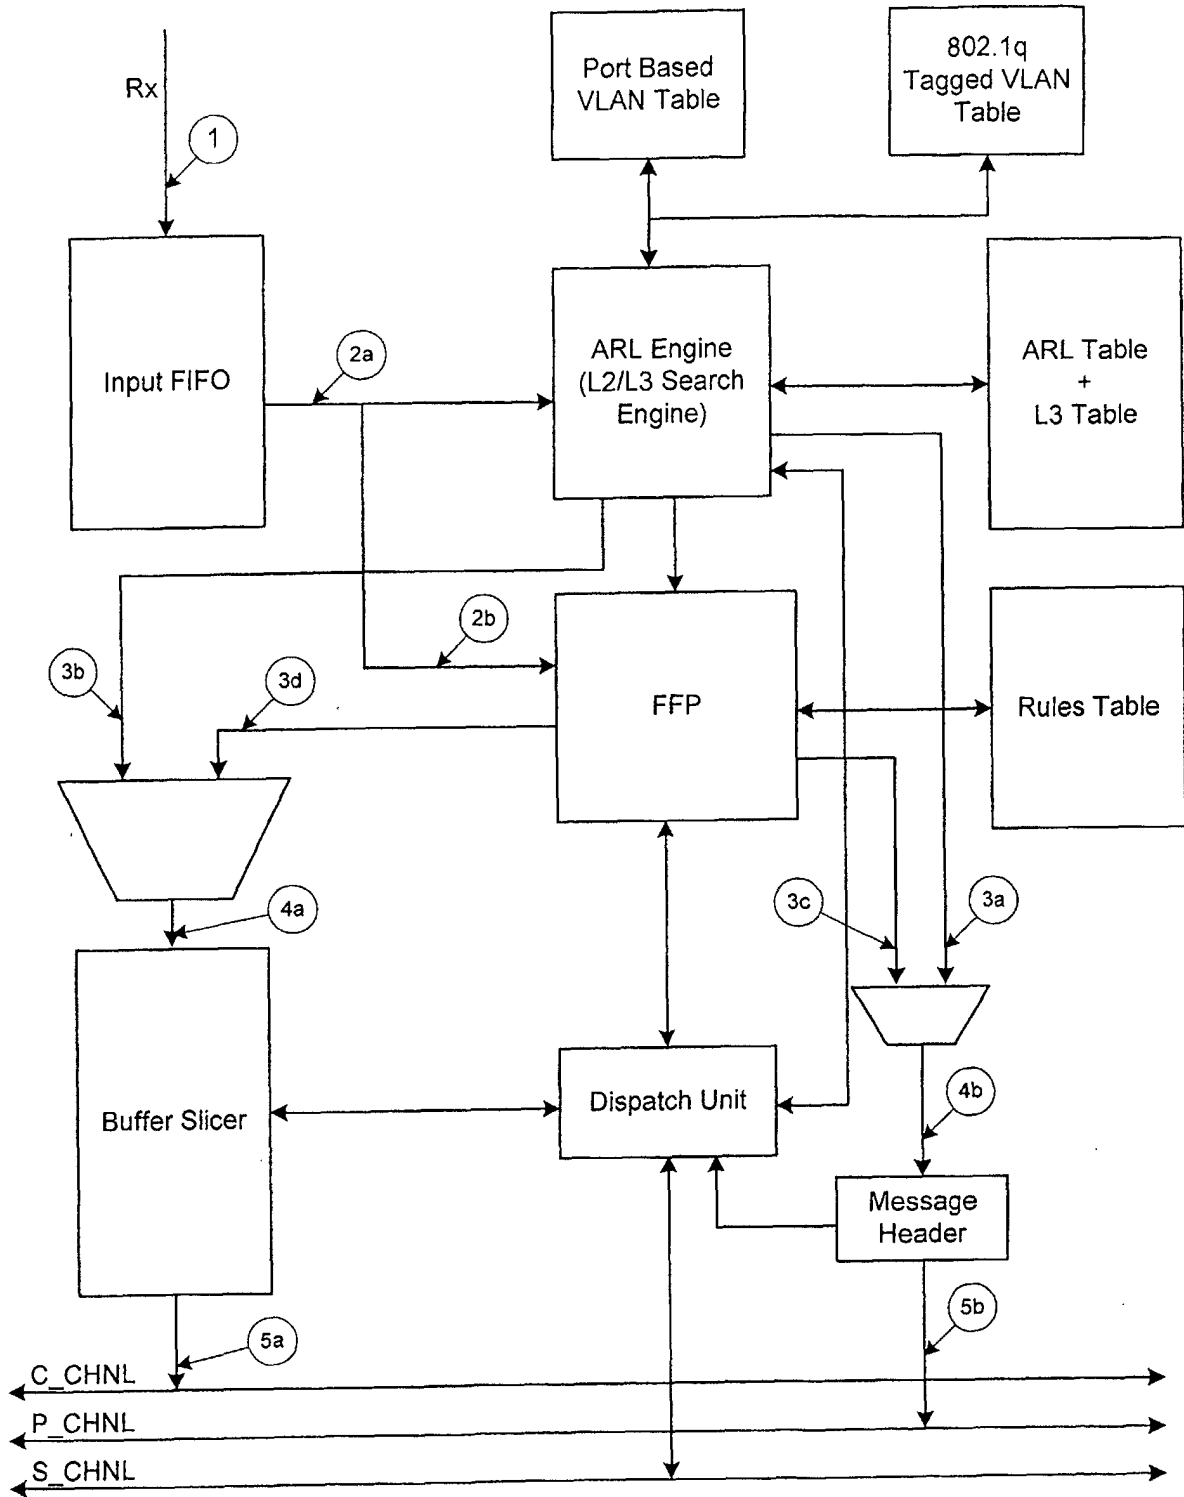 Rx
1
Port Based
VLAN Table
802.1q
Tagged VLAN
Table
Input FIFO
2a
ARL Engine
(L2/L3 Search
Engine)
ARL Table
+
L3 Table
2b
3b
3d
FFP
Rules Table
4a
3c
3a
Buffer Slicer
Dispatch Unit
4b
Message
Header
5a
5b
C_CHNL
P_CHNL
S_CHNL